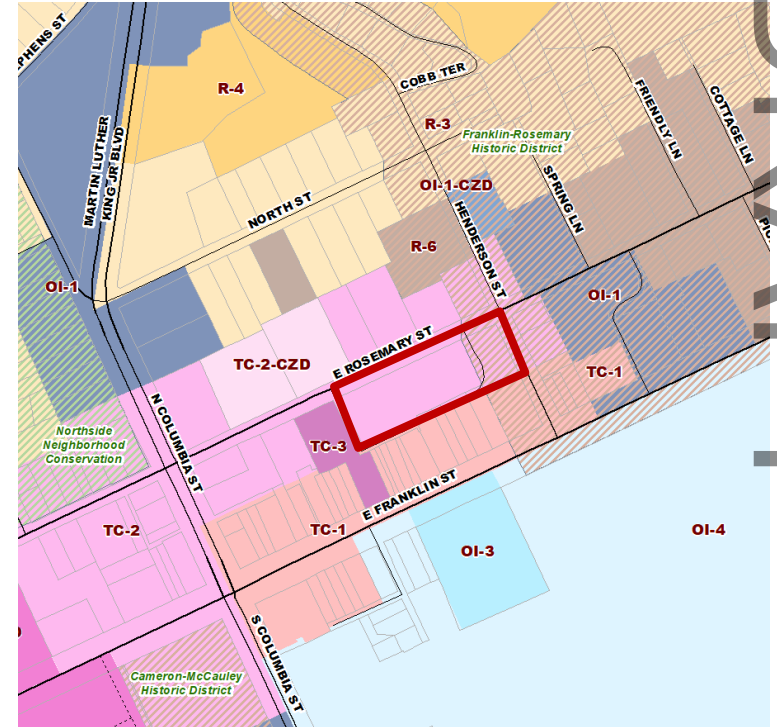 PHENS ST
R-4
COBB TER
FRIENDLY LN
COTTAGE LN
R-3
MARTIN LUTHER
KING JR BLVD
Franklin-Rosemary
Historic District
SPRING LN
OI-1-CZD
NORTH ST
HENDERSON ST
R-6
OI-1
OI-1
E ROSEMARY ST
TC-2-CZD
TC-1
N COLUMBIA ST
Northside
Neighborhood
Conservation
TC-3
E FRANKLIN ST
TC-2
TC-1
OI-3
OI-4
S COLUMBIA ST
Cameron-McCauley
Historic District